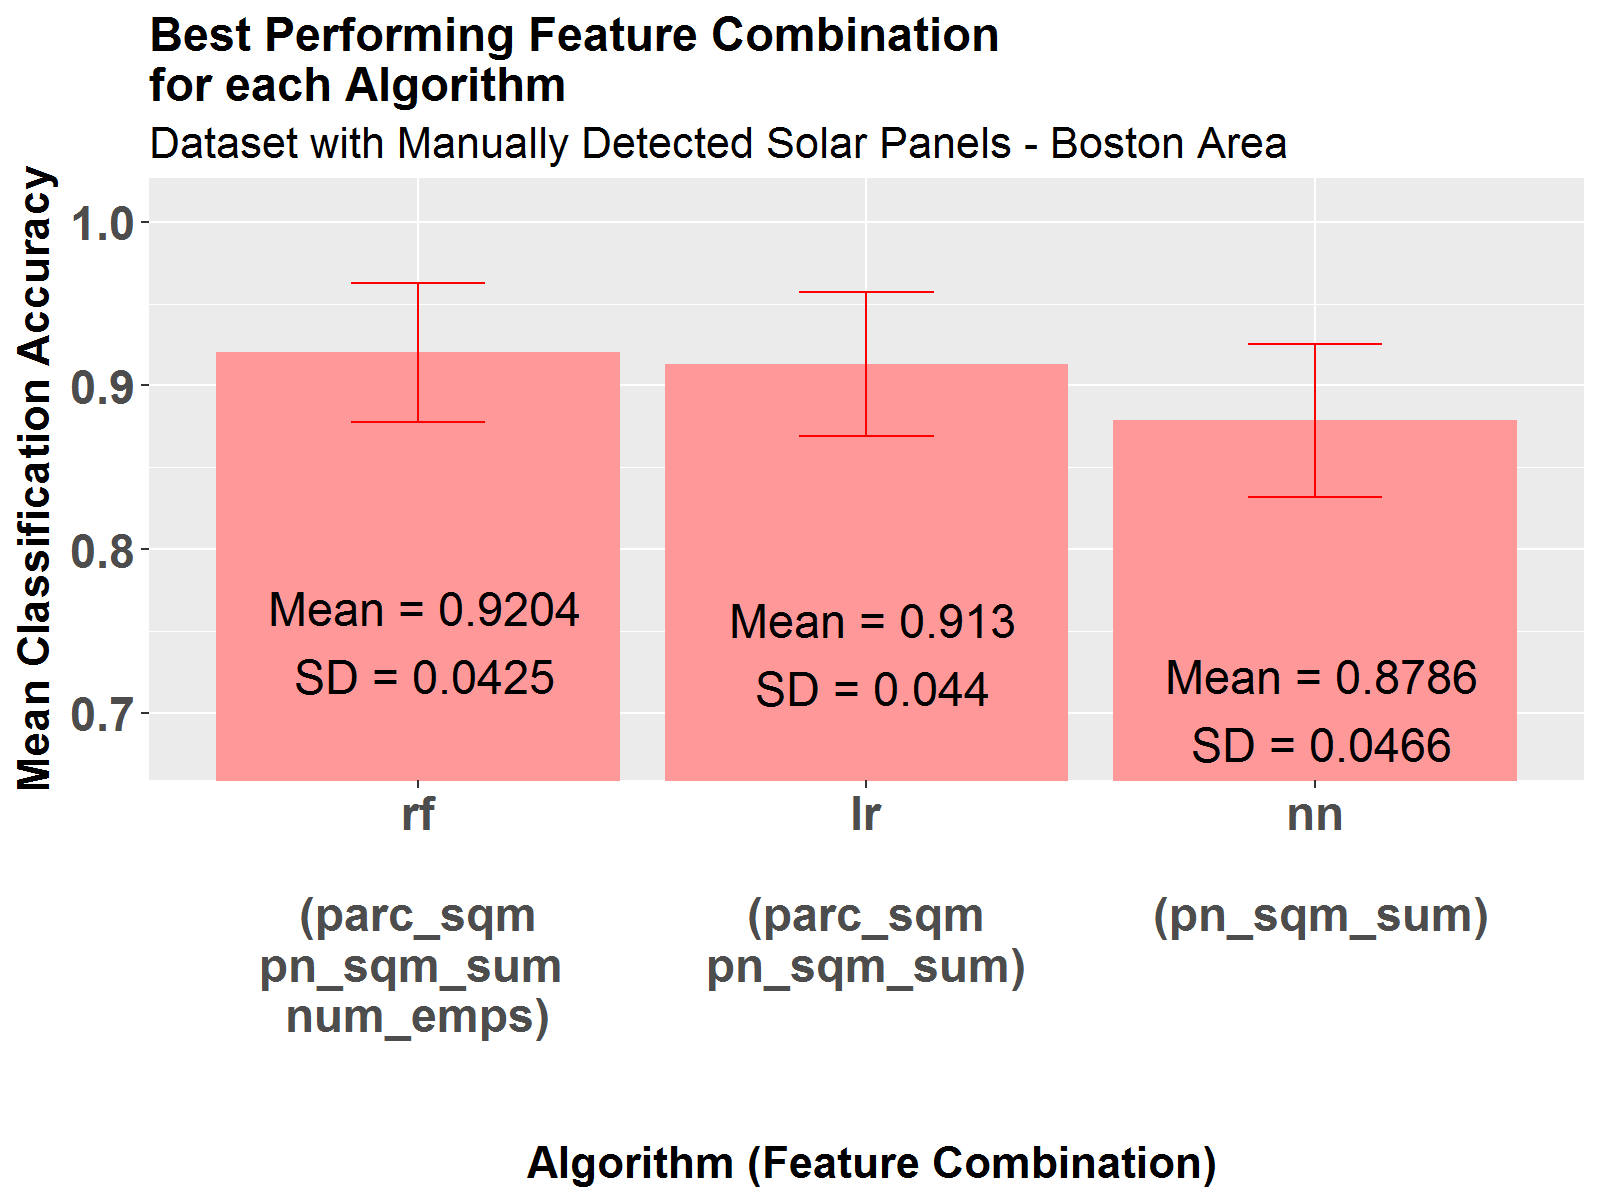 Best Performing Feature Combination
for each Algorithm
Dataset with Manually Detected Solar Panels - Boston Area
Mean Classification Accuracy
1.0
0.9
0.8
0.7
Mean = 0.9204
SD = 0.0425
Mean = 0.913
SD = 0.044
Mean = 0.8786
SD = 0.0466
rf
(parc_sqm
pn_sqm_sum
num_emps)
lr
(parc_sqm
pn_sqm_sum)
nn
(pn_sqm_sum)
Algorithm (Feature Combination)